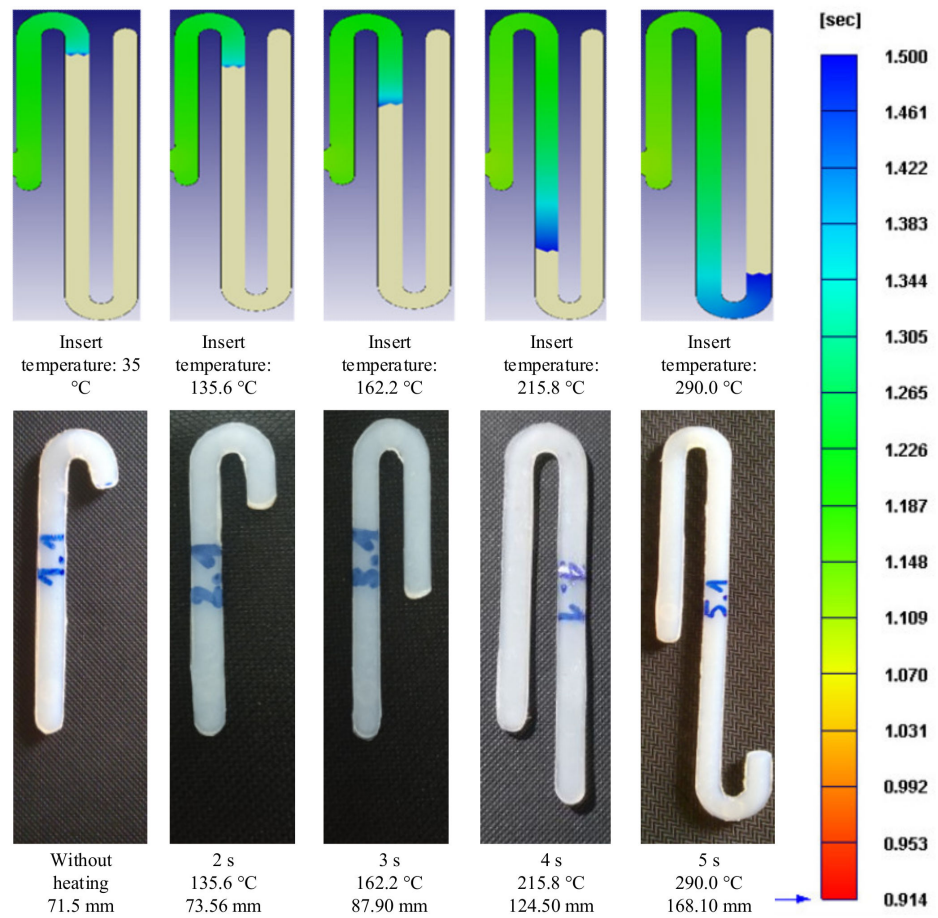 [sec]
1.500
1.461
1.422
1.383
1.344
1.305
1.265
1.226
1.187
1.148
1.109
1.070
1.031
0.992
0.953
0.914
Insert
temperature: 35
°C
Insert
temperature:
135.6 °C
Insert
temperature:
162.2 °C
Insert
temperature:
215.8 °C
Insert
temperature:
290.0 °C
1.1
5.1
Without
heating
71.5 mm
2 s
135.6 °C
73.56 mm
3 s
162.2 °C
87.90 mm
4 s
215.8 °C
124.50 mm
5 s
290.0 °C
168.10 mm